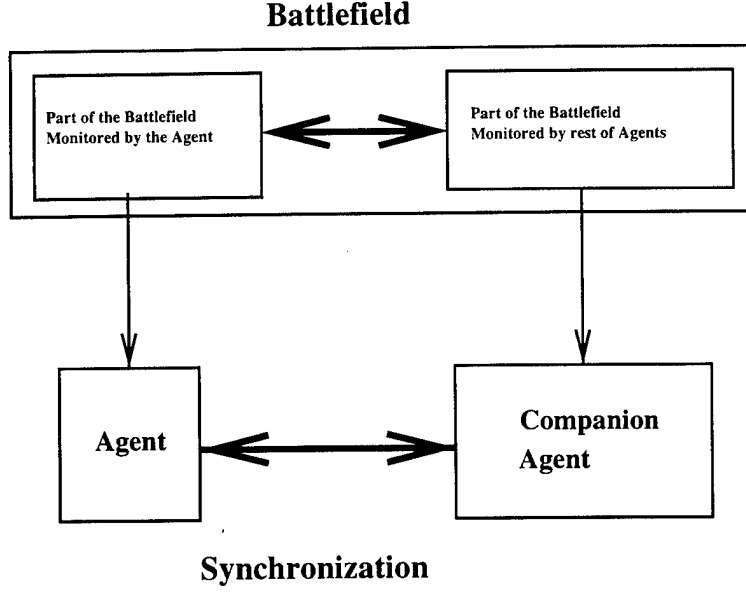 Battlefield
Part of the Battlefield
Monitored by the Agent
Part of the Battlefield
Monitored by rest of Agents
Agent
Companion
Agent
Synchronization